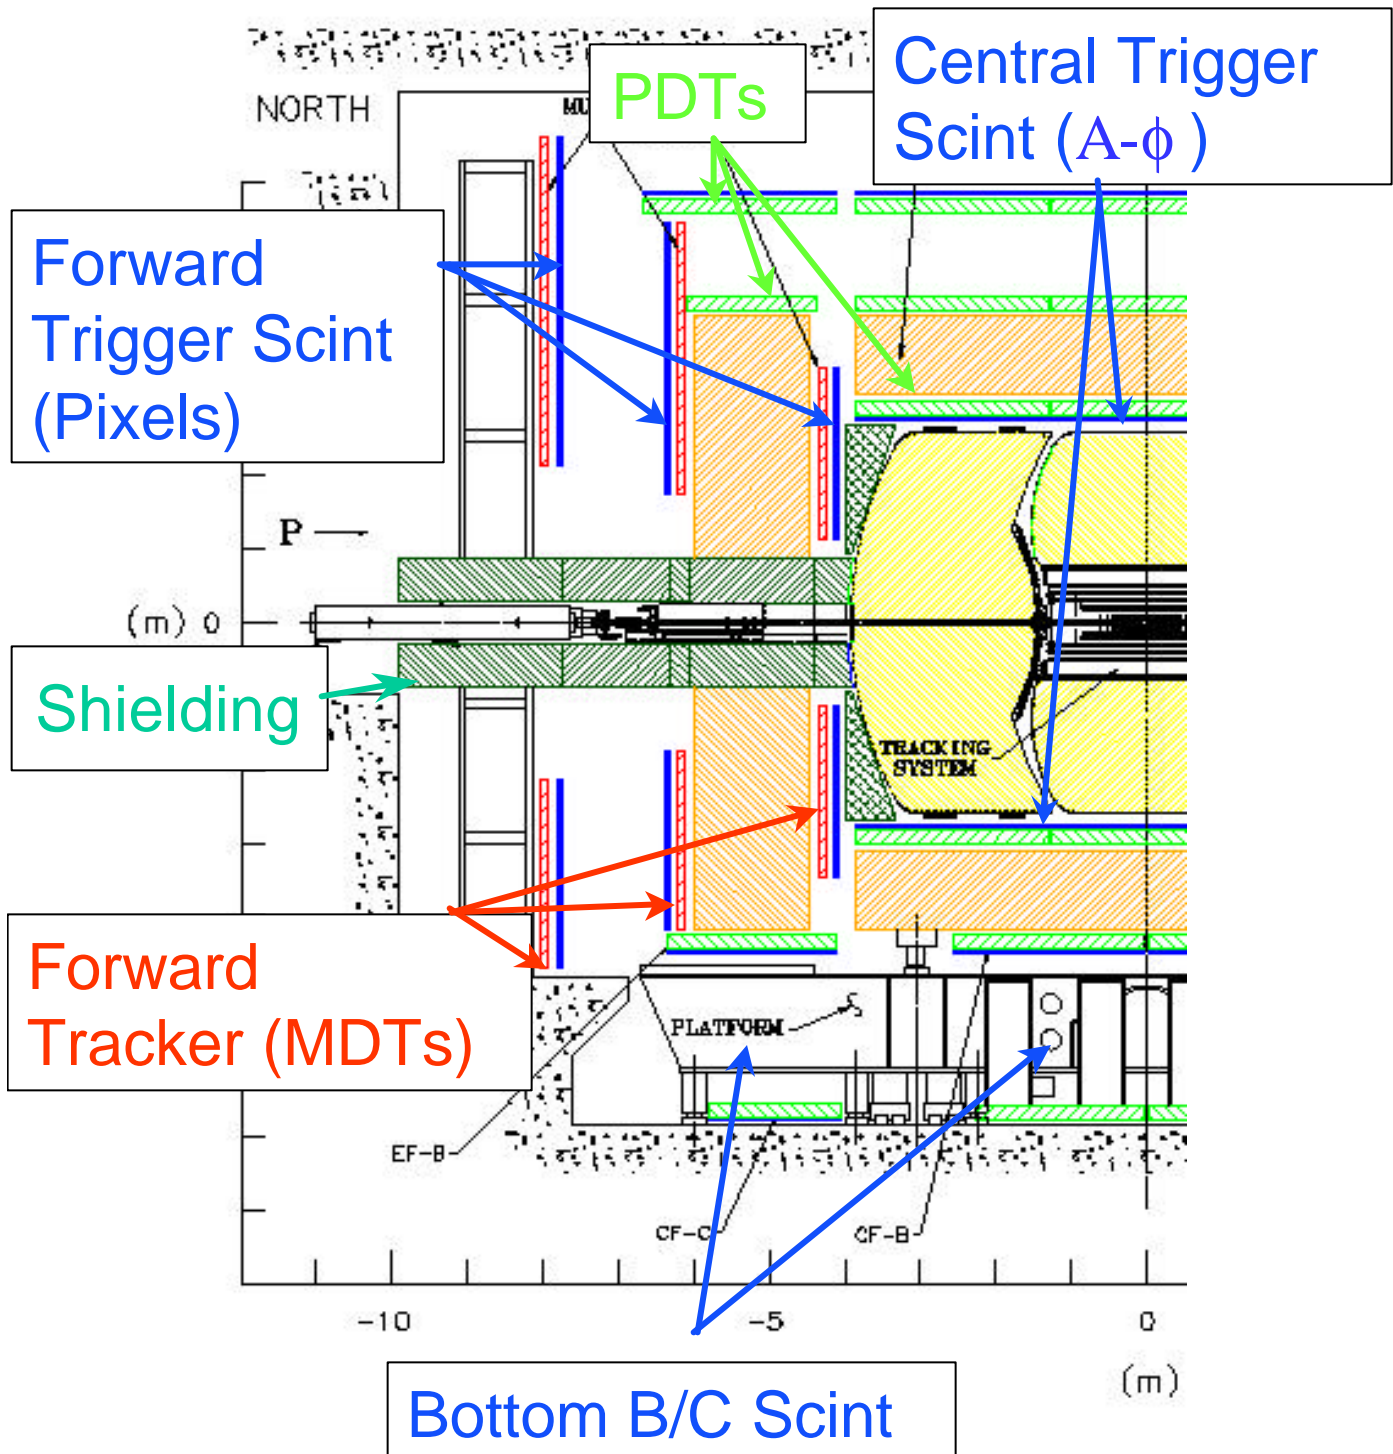 PDTs
Central Trigger
Scint (A-ϕ )
NORTH
MU
Forward
Trigger Scint
(Pixels)
P
(m) 0
Shielding
TRACKING
SYSTEM
Forward
Tracker (MDTs)
PLATFORM
EF-B
CF-C
CF-B
-10
-5
0
(m)
Bottom B/C Scint